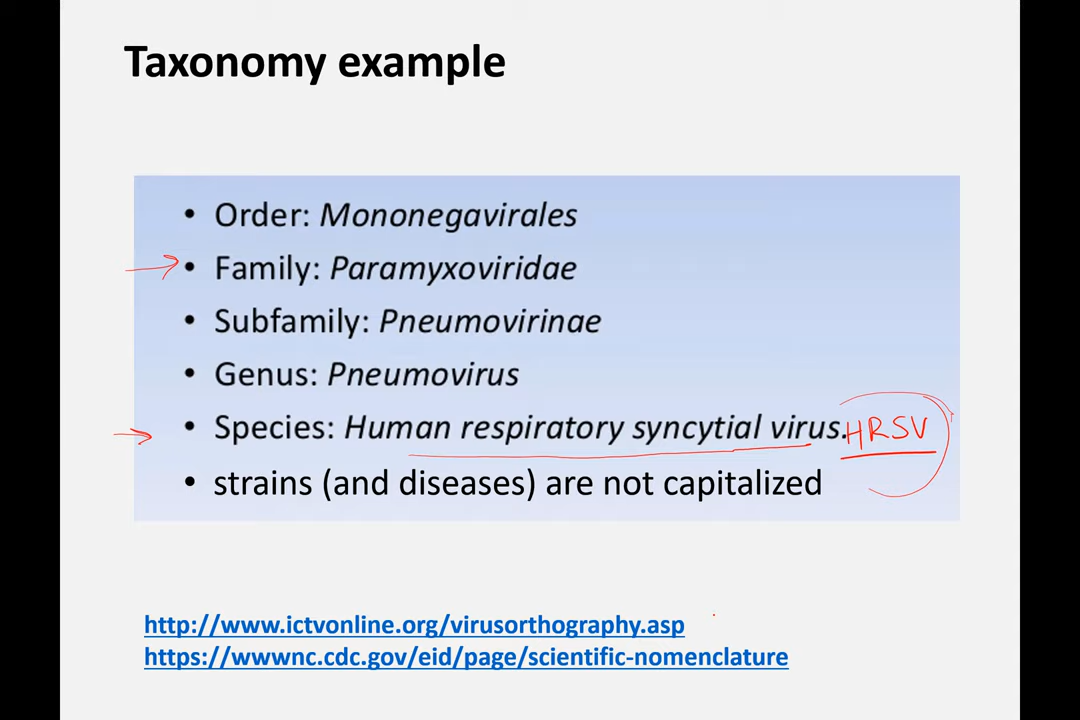 Taxonomy example
• Order: Mononegavirales
• Family: Paramyxoviridae
• Subfamily: Pneumovirinae
• Genus: Pneumovirus
• Species: Human respiratory syncytial virus. HRSV
• strains (and diseases) are not capitalized
http://www.ictvonline.org/virusorthography.asp
https://wwwnc.cdc.gov/eid/page/scientific-nomenclature